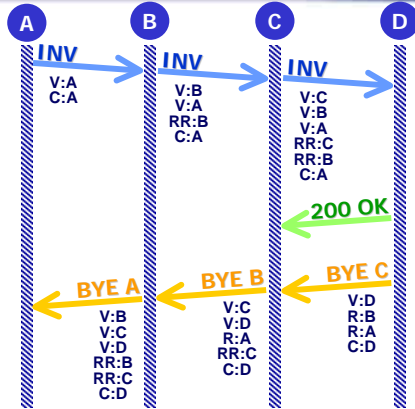 A B C D
INV
V:A
C:A
INV
V:B
V:A
RR:B
C:A
INV
V:C
V:B
V:A
RR:C
RR:B
C:A
200 OK
BYE A
V:B
V:C
V:D
RR:B
RR:C
C:D
BYE B
V:C
V:D
R:A
RR:C
C:D
BYE C
V:D
R:B
R:A
C:D